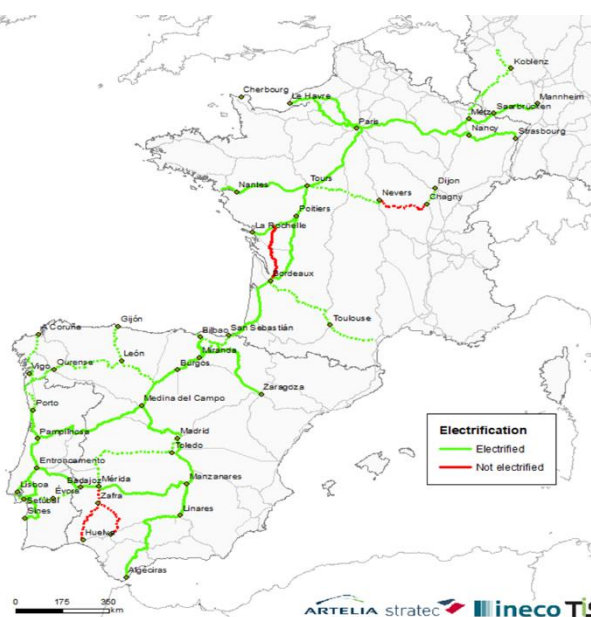 Koblenz
Cherbourg
Le Havre
Mannheim
Saarbrücken
Metz
Paris
Nancy
Strasbourg
Tours
Dijon
Nantes
Nevers
Chagny
Poitiers
La Rochelle
Bordeaux
Toulouse
Gijón
A Coruña
Bilbao
San Sebastián
León
Miranda
Vigo
Ourense
Burgos
Zaragoza
Porto
Medina del Campo
Pampilhosa
Madrid
Toledo
Entroncamento
Badajoz
Mérida
Manzanares
Lisboa
Évora
Setúbal
Zafra
Sines
Linares
Huelva
Algeciras
Electrification
Electrified
Not electrified
0 175 350
km
ARTELIA stratec ineco TIS